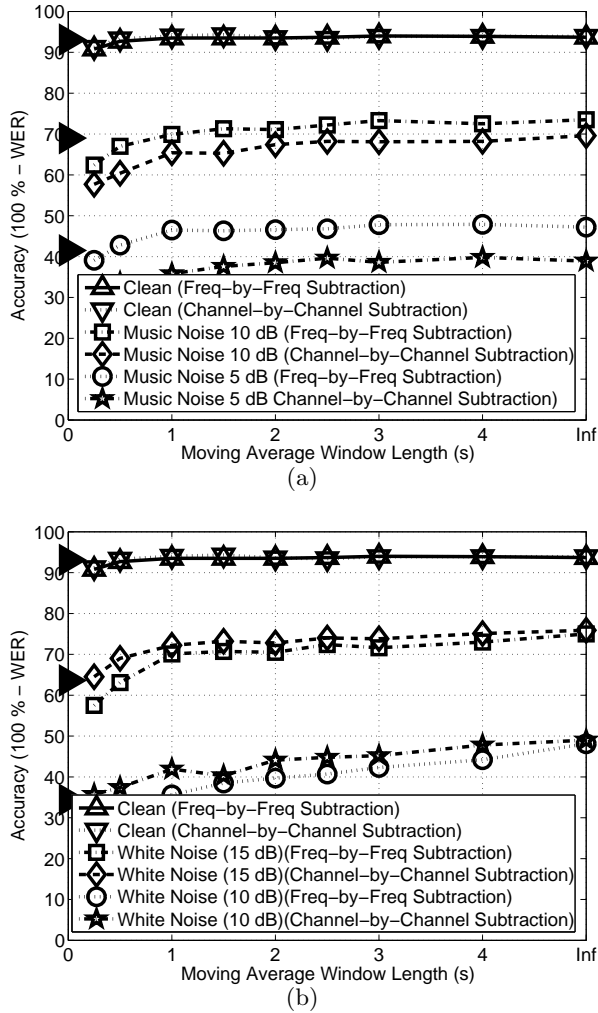 100
90
80
70
60
50
40
30
20
10
0
Accuracy (100 % − WER)
Clean (Freq−by−Freq Subtraction)
Clean (Channel−by−Channel Subtraction)
Music Noise 10 dB (Freq−by−Freq Subtraction)
Music Noise 10 dB (Channel−by−Channel Subtraction)
Music Noise 5 dB (Freq−by−Freq Subtraction)
Music Noise 5 dB Channel−by−Channel Subtraction)
0 1 2 3 4 Inf
Moving Average Window Length (s)
(a)
100
90
80
70
60
50
40
30
20
10
0
Accuracy (100 % − WER)
Clean (Freq−by−Freq Subtraction)
Clean (Channel−by−Channel Subtraction)
White Noise (15 dB)(Freq−by−Freq Subtraction)
White Noise (15 dB)(Channel−by−Channel Subtraction)
White Noise (10 dB)(Freq−by−Freq Subtraction)
White Noise (10 dB)(Channel−by−Channel Subtraction)
0 1 2 3 4 Inf
Moving Average Window Length (s)
(b)